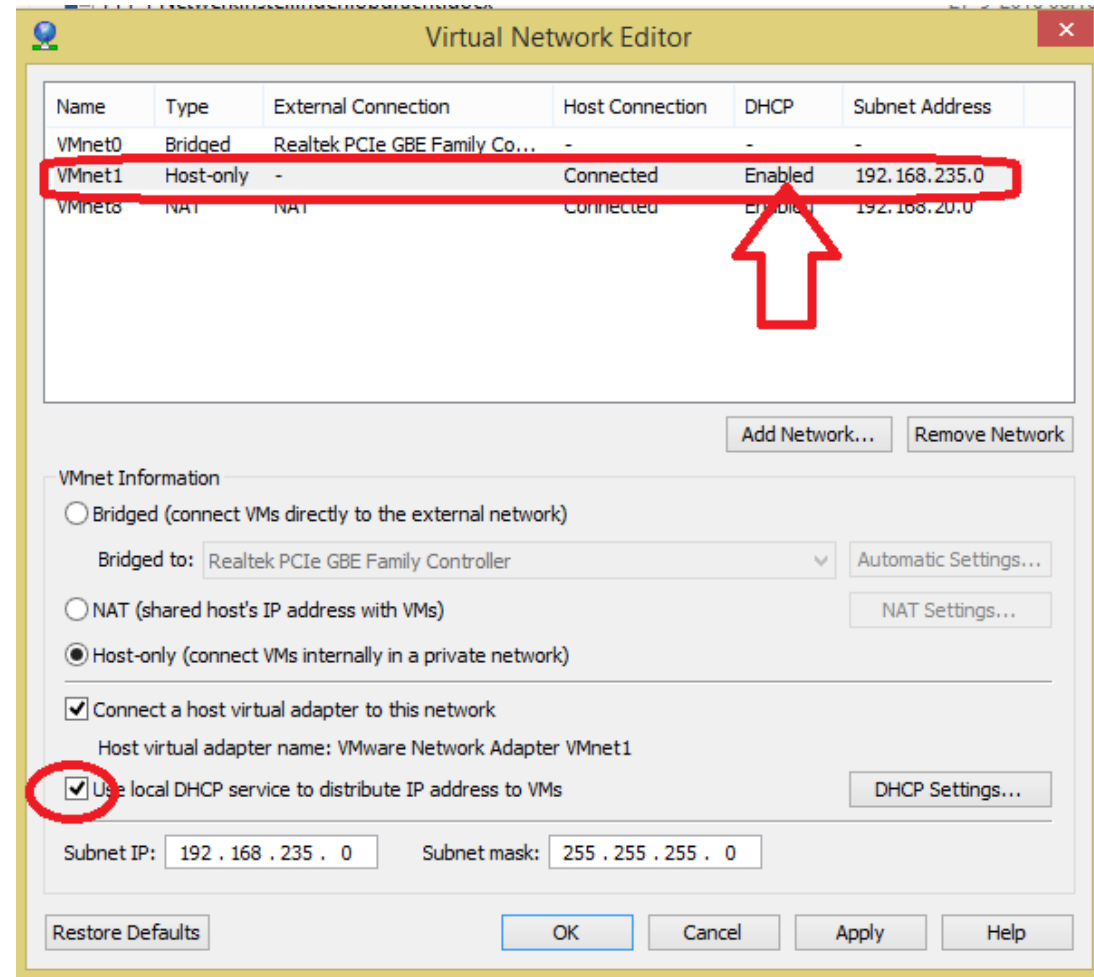 Virtual Network Editor
Name Type External Connection Host Connection DHCP Subnet Address
VMnet0 Bridged Realtek PCIe GBE Family Co... - - -
VMnet1 Host-only - Connected Enabled 192.168.235.0
VMnet8 NAT NAT Connected Enabled 192.168.20.0
Add Network... Remove Network
VMnet Information
Bridged (connect VMs directly to the external network)
Bridged to: Realtek PCIe GBE Family Controller Automatic Settings...
NAT (shared host's IP address with VMs) NAT Settings...
Host-only (connect VMs internally in a private network)
Connect a host virtual adapter to this network
Host virtual adapter name: VMware Network Adapter VMnet1
Use local DHCP service to distribute IP address to VMs DHCP Settings...
Subnet IP: 192 . 168 . 235 . 0 Subnet mask: 255 . 255 . 255 . 0
Restore Defaults OK Cancel Apply Help